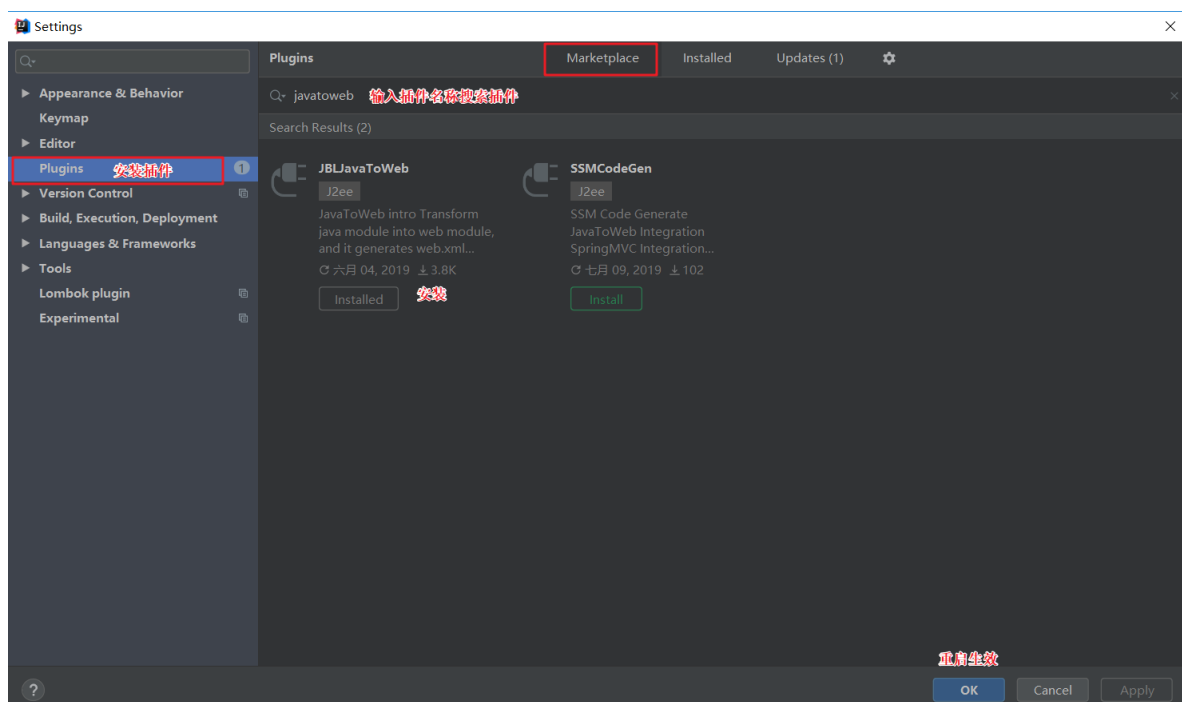 Settings
Plugins
Marketplace
Installed
Updates (1)
Appearance & Behavior
Keymap
Editor
Plugins 安装插件 1
Version Control
Build, Execution, Deployment
Languages & Frameworks
Tools
Lombok plugin
Experimental
javatoweb 输入插件名称搜索插件
Search Results (2)
JBLJavaToWeb
J2ee
JavaToWeb intro Transform
java module into web module,
and it generates web.xml...
六月 04, 2019 3.8K
Installed 安装
SSMCodeGen
J2ee
SSM Code Generate
JavaToWeb Integration
SpringMVC Integration...
七月 09, 2019 102
Install
重启生效
?
OK
Cancel
Apply